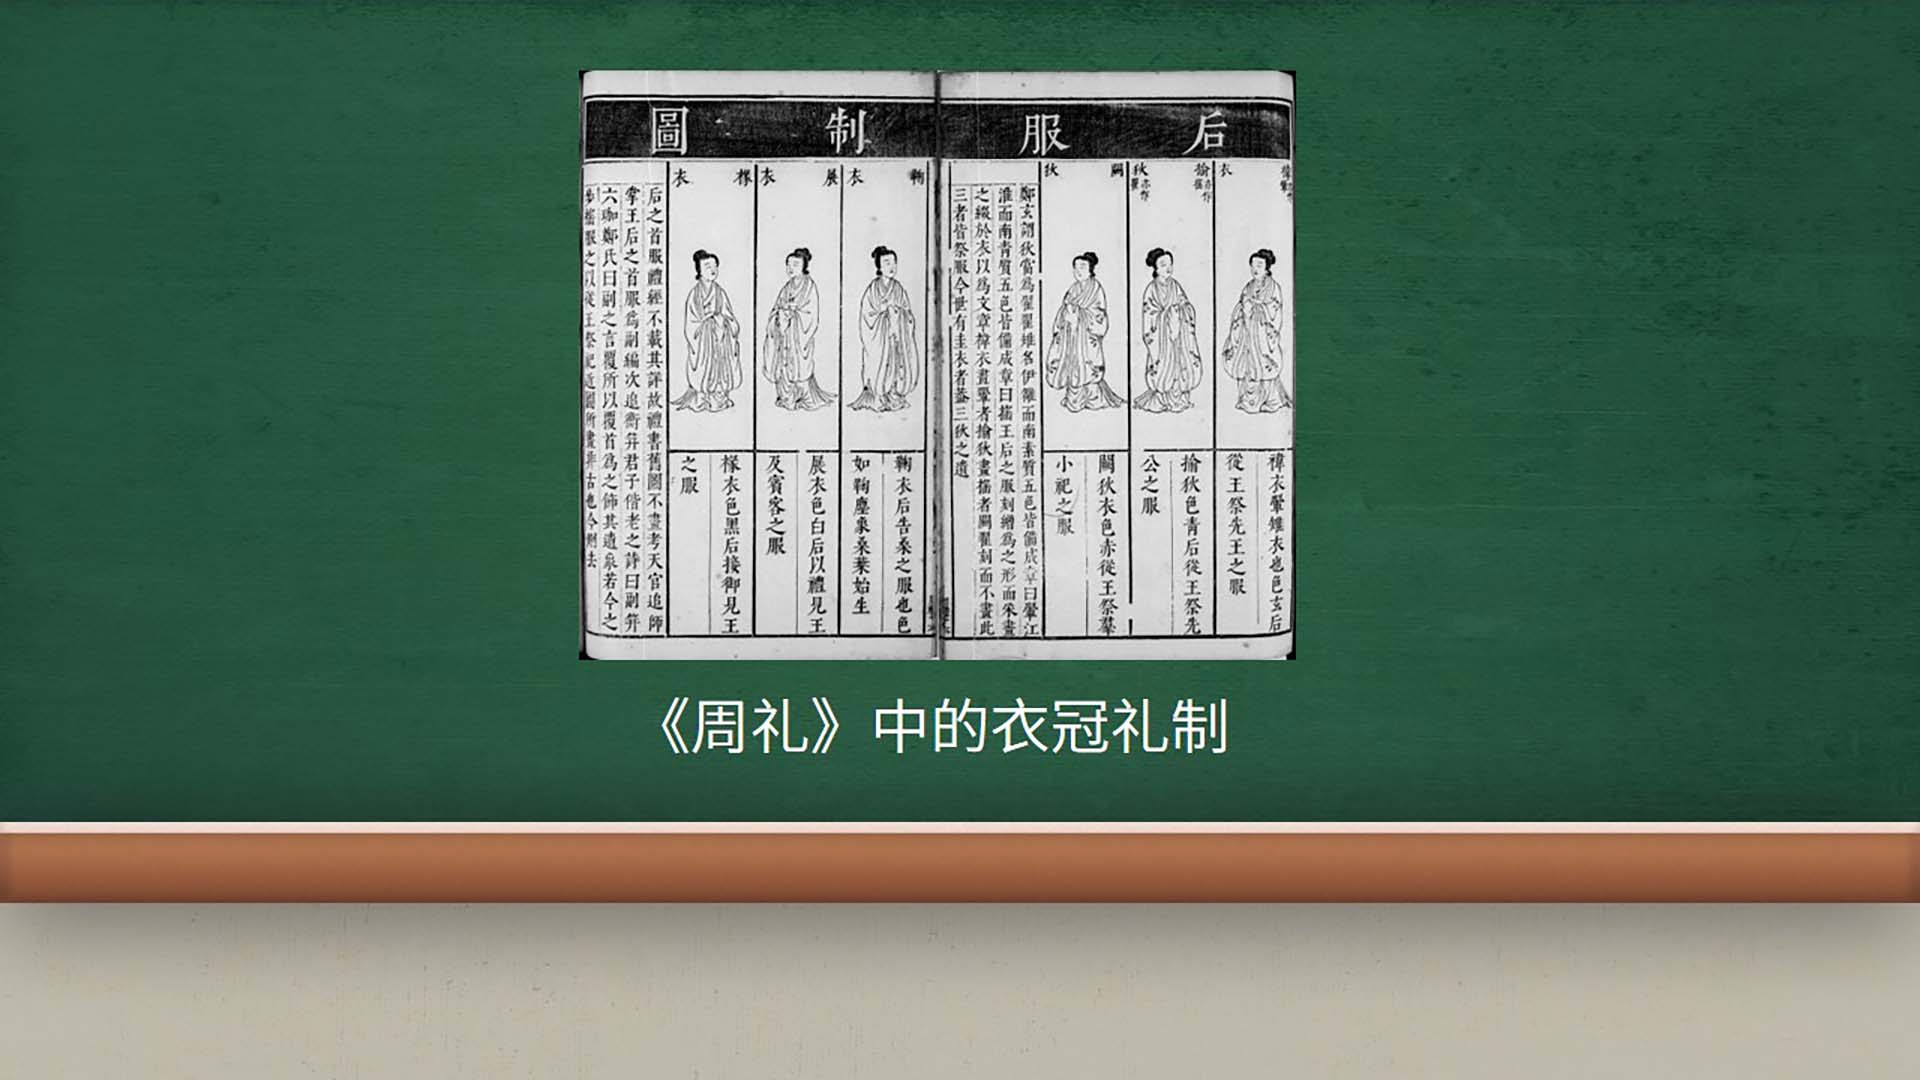 后服制圖
衣
揄狄
亦作
翟
闕狄
鞠衣
展衣
褖衣
褘衣翬雉衣也色玄后
從王祭先王之服
揄狄色青后從王祭先
公之服
闕狄衣色赤從王祭羣
小祀之服
鄭玄謂狄當爲翟翟雉名伊雒而南素質五色皆備成章曰翬江
淮而南青質五色皆備成章曰搖王后之服刻繒爲之形而采畫
之綴於衣以爲文章褘衣畫翬者揄狄畫搖者闕翟刻而不畫此
三者皆祭服今世有圭衣者蓋三狄之遺
鞠衣后告桑之服也色
如鞠塵象桑葉始生
展衣色白后以禮見王
及賓客之服
褖衣色黑后接御見王
之服
后之首服禮經不載其詳故禮書舊圖不畫考天官追師
掌王后之首服爲副編次追衡笄君子偕老之詩曰副笄
六珈鄭氏曰副之言覆所以覆首爲之飾其遺象若今之
步搖服之以從王祭祀
《周礼》中的衣冠礼制